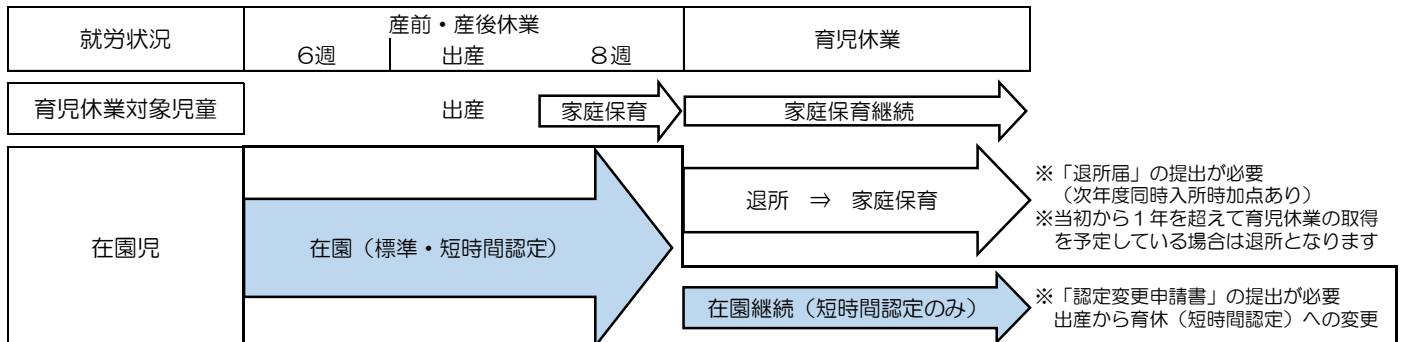 就労状況
産前・産後休業
6週 出産 8週
育児休業
育児休業対象児童
出産
家庭保育
家庭保育継続
在園児
在園（標準・短時間認定）
退所 ⇒ 家庭保育
※「退所届」の提出が必要
（次年度同時入所時加点あり）
※当初から１年を超えて育児休業の取得
を予定している場合は退所となります
在園継続（短時間認定のみ）
※「認定変更申請書」の提出が必要
出産から育休（短時間認定）への変更